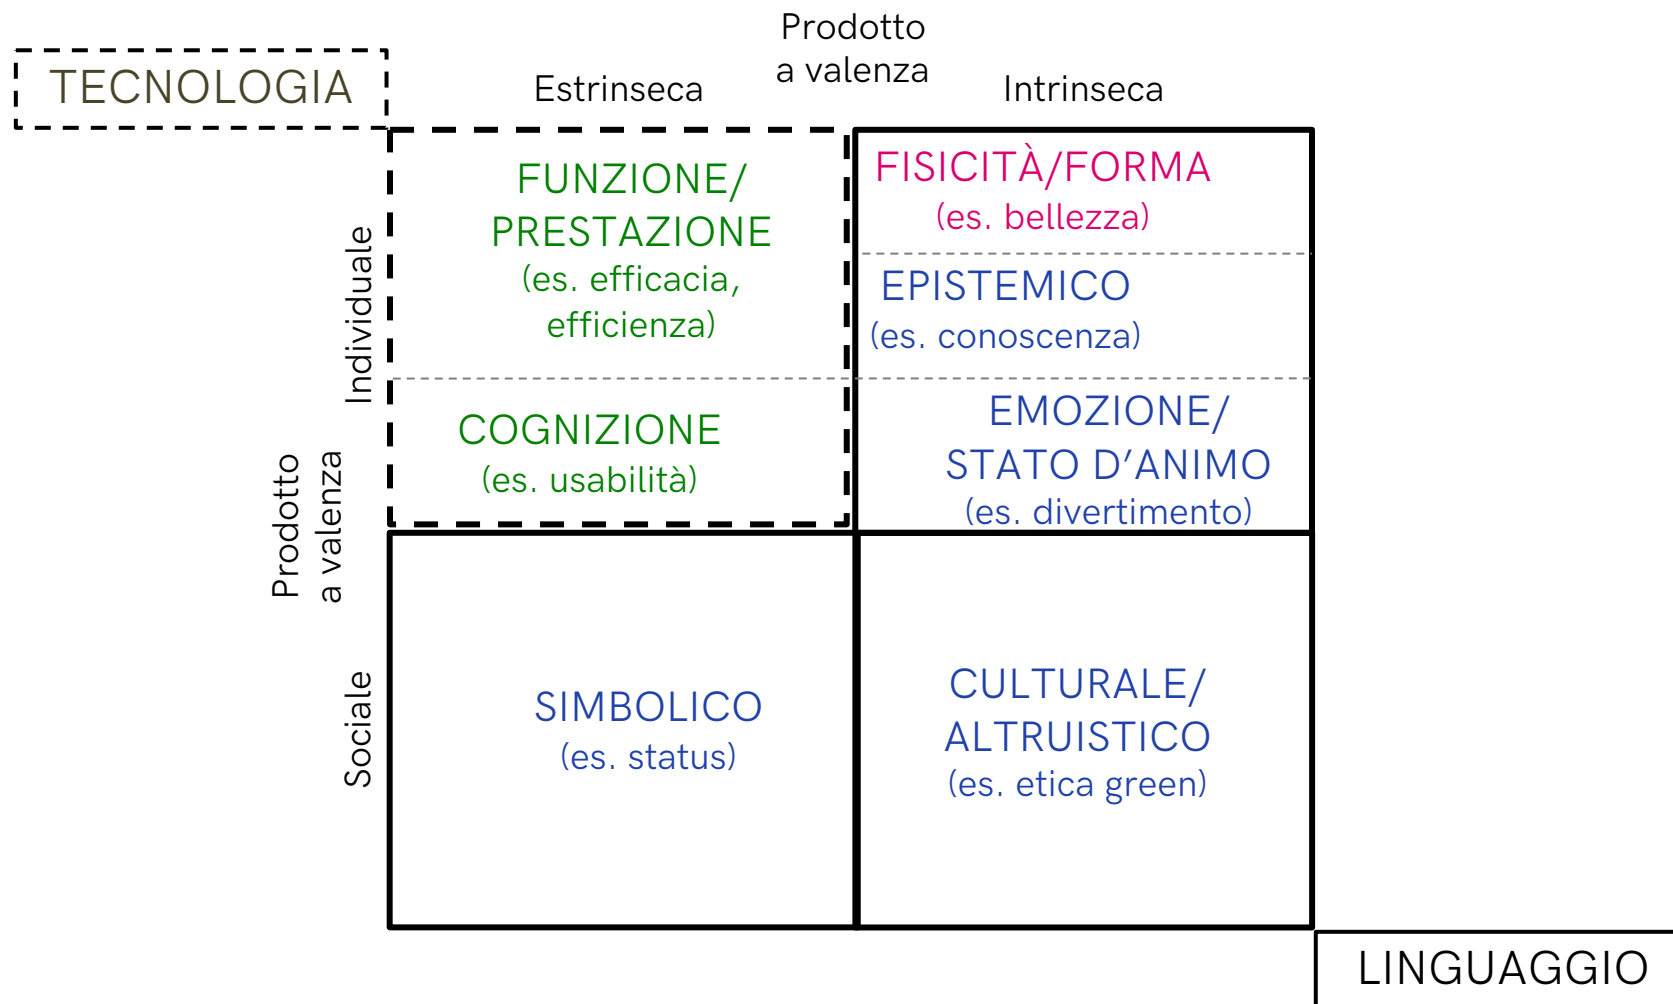 Prodotto
a valenza
TECNOLOGIA
Estrinseca
Intrinseca
FUNZIONE/
PRESTAZIONE
(es. efficacia,
efficienza)
FISICITÀ/FORMA
(es. bellezza)
EPISTEMICO
(es. conoscenza)
Individuale
COGNIZIONE
(es. usabilità)
EMOZIONE/
STATO D’ANIMO
(es. divertimento)
Prodotto
a valenza
Sociale
SIMBOLICO
(es. status)
CULTURALE/
ALTRUISTICO
(es. etica green)
LINGUAGGIO